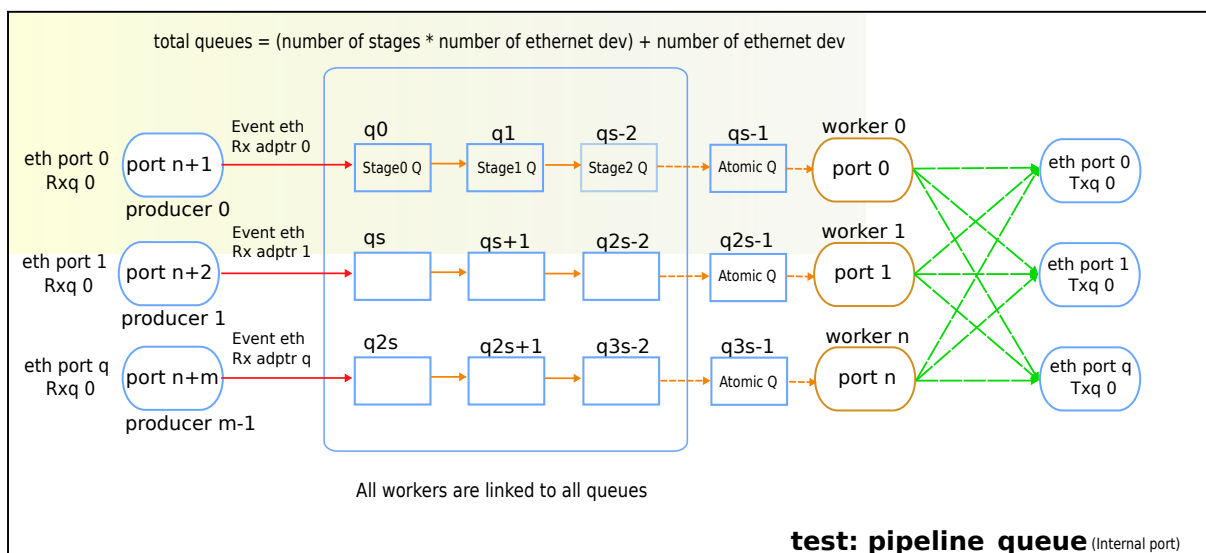 total queues = (number of stages * number of ethernet dev) + number of ethernet dev
eth port 0
Rxq 0
port n+1
producer 0
Event eth
Rx adptr 0
q0
Stage0 Q
q1
Stage1 Q
qs-2
Stage2 Q
qs-1
Atomic Q
worker 0
port 0
eth port 0
Txq 0
eth port 1
Rxq 0
port n+2
producer 1
Event eth
Rx adptr 1
qs
qs+1
q2s-2
q2s-1
Atomic Q
worker 1
port 1
eth port 1
Txq 0
eth port q
Rxq 0
port n+m
producer m-1
Event eth
Rx adptr q
q2s
q2s+1
q3s-2
q3s-1
Atomic Q
worker n
port n
eth port q
Txq 0
All workers are linked to all queues
test: pipeline queue (Internal port)